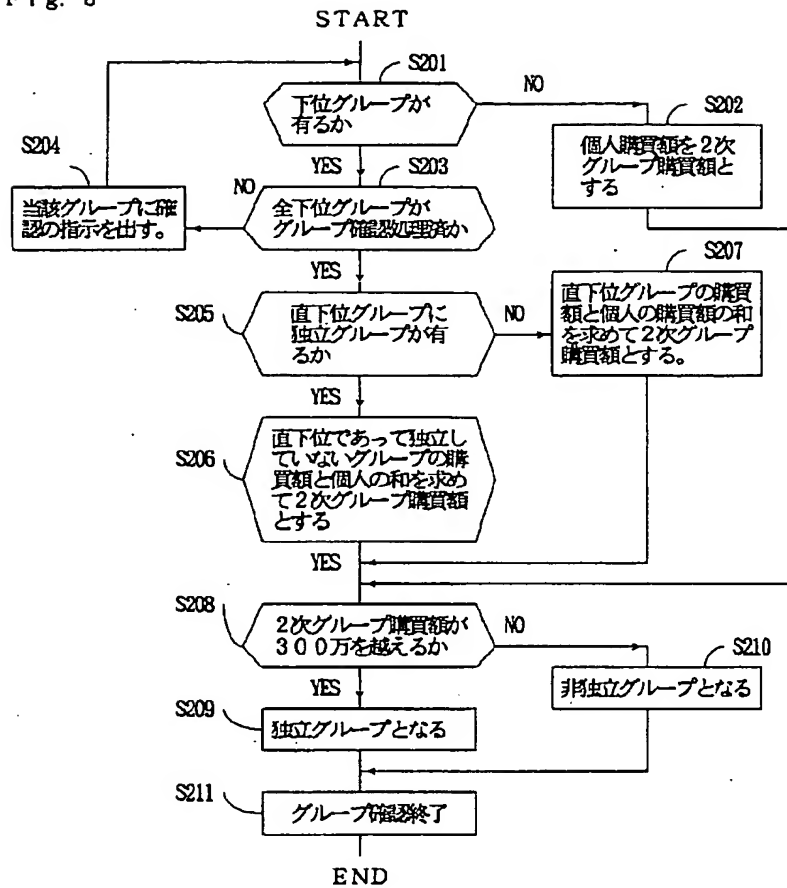 Fig. 8
START
S201
下位グループが
有るか
NO
S202
個人購買額を2次
グループ購買額と
する
YES
S203
S204
当該グループに確
認の指示を出す。
NO
全下位グループが
グループ確認処理済か
YES
S205
直下位グループに
独立グループが有
るか
NO
S207
直下位グループの購買
額と個人の購買額の和
を求めて2次グループ
購買額とする。
YES
S206
直下位であって独立し
ていないグループの購
買額と個人の和を求め
て2次グループ購買額
とする
YES
S208
2次グループ購買額が
300万を越えるか
NO
S210
非独立グループとなる
YES
S209
独立グループとなる
S211
グループ確認終了
END